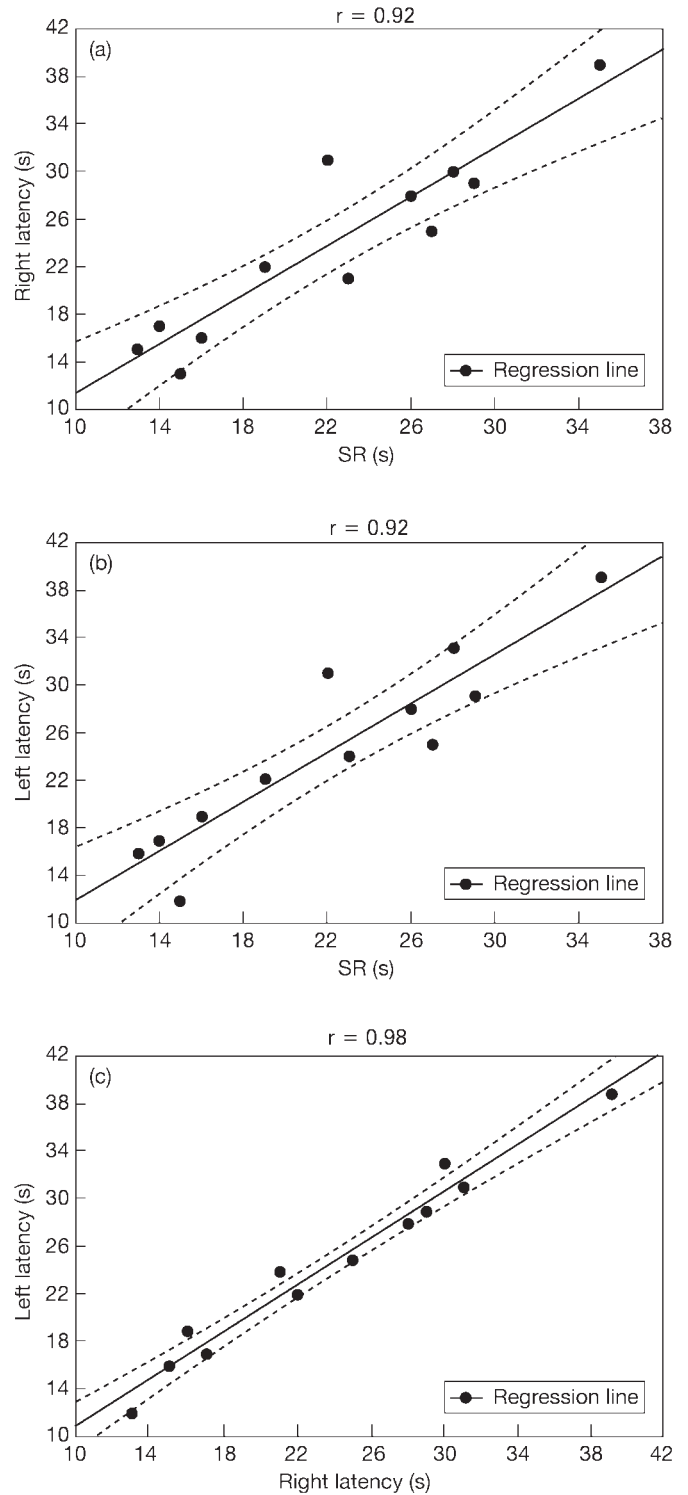 r = 0.92
(a)
42
38
34
30
26
22
18
14
10
Right latency (s)
Regression line
10 14 18 22 26 30 34 38
SR (s)
r = 0.92
(b)
42
38
34
30
26
22
18
14
10
Left latency (s)
Regression line
10 14 18 22 26 30 34 38
SR (s)
r = 0.98
(c)
42
38
34
30
26
22
18
14
10
Left latency (s)
Regression line
10 14 18 22 26 30 34 38 42
Right latency (s)